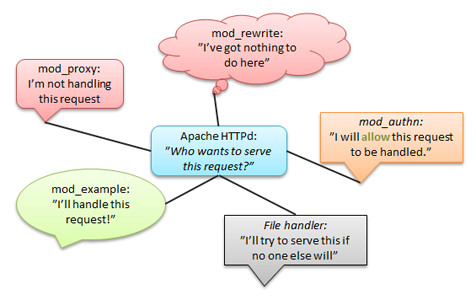 mod_rewrite:
"I've got nothing to
do here"
mod_proxy:
I'm not handling
this request
Apache HTTPd:
"Who wants to serve
this request?"
mod_authn:
"I will allow this request
to be handled."
mod_example:
"I'll handle this
request!"
File handler:
"I'll try to serve this if
no one else will"